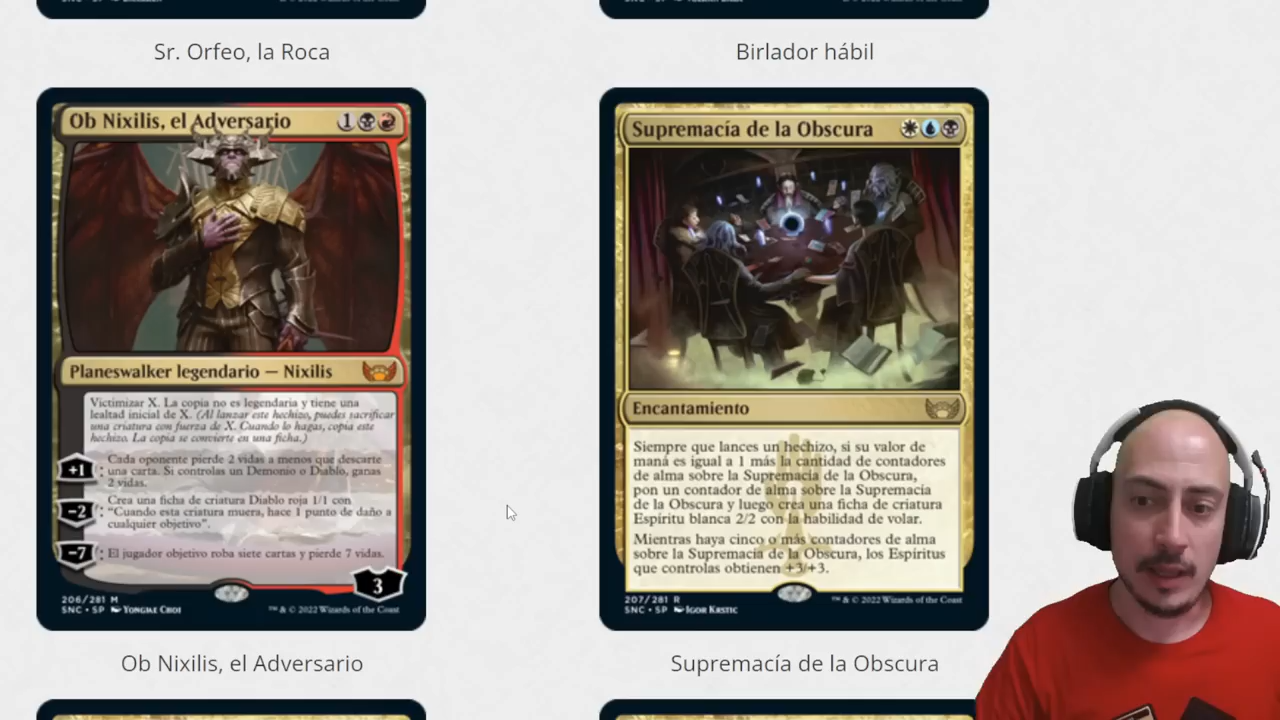 Sr. Orfeo, la Roca
Birlador hábil
Ob Nixilis, el Adversario 1
Planeswalker legendario — Nixilis
Victimizar X. La copia no es legendaria y tiene una
lealtad inicial de X. (Al lanzar este hechizo, puedes sacrificar
una criatura con fuerza de X. Cuando lo hagas, copia este
hechizo. La copia se convierte en una ficha.)
+1 : Cada oponente pierde 2 vidas a menos que descarte
una carta. Si controlas un Demonio o Diablo, ganas
2 vidas.
−2 : Crea una ficha de criatura Diablo roja 1/1 con
“Cuando esta criatura muera, hace 1 punto de daño a
cualquier objetivo”.
−7 : El jugador objetivo roba siete cartas y pierde 7 vidas.
3
206/281 M
SNC • SP Yongjae Choi
™ & © 2022 Wizards of the Coast
Supremacía de la Obscura
Encantamiento
Siempre que lances un hechizo, si su valor de
maná es igual a 1 más la cantidad de contadores
de alma sobre la Supremacía de la Obscura,
pon un contador de alma sobre la Supremacía
de la Obscura y luego crea una ficha de criatura
Espíritu blanca 2/2 con la habilidad de volar.
Mientras haya cinco o más contadores de alma
sobre la Supremacía de la Obscura, los Espíritus
que controlas obtienen +3/+3.
207/281 R
SNC • SP Igor Krstic
™ & © 2022 Wizards of the Coast
Ob Nixilis, el Adversario
Supremacía de la Obscura